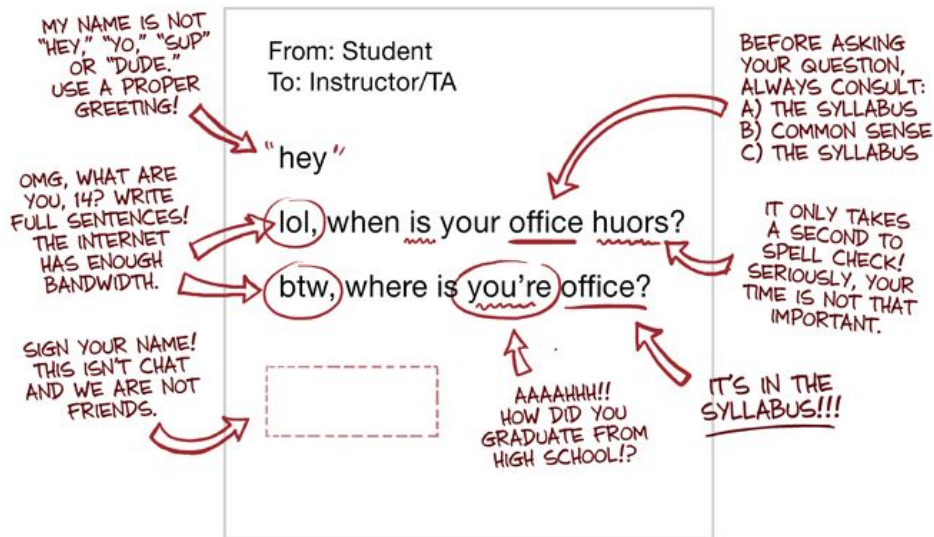 MY NAME IS NOT
"HEY," "YO," "SUP"
OR "DUDE."
USE A PROPER
GREETING!
From: Student
To: Instructor/TA
BEFORE ASKING
YOUR QUESTION,
ALWAYS CONSULT:
A) THE SYLLABUS
B) COMMON SENSE
C) THE SYLLABUS
"hey"
OMG, WHAT ARE
YOU, 14? WRITE
FULL SENTENCES!
THE INTERNET
HAS ENOUGH
BANDWIDTH.
lol, when is your office huors?
btw, where is you're office?
IT ONLY TAKES
A SECOND TO
SPELL CHECK!
SERIOUSLY, YOUR
TIME IS NOT THAT
IMPORTANT.
SIGN YOUR NAME!
THIS ISN'T CHAT
AND WE ARE NOT
FRIENDS.
AAAAHHH!!
HOW DID YOU
GRADUATE FROM
HIGH SCHOOL!?
IT'S IN THE
SYLLABUS!!!